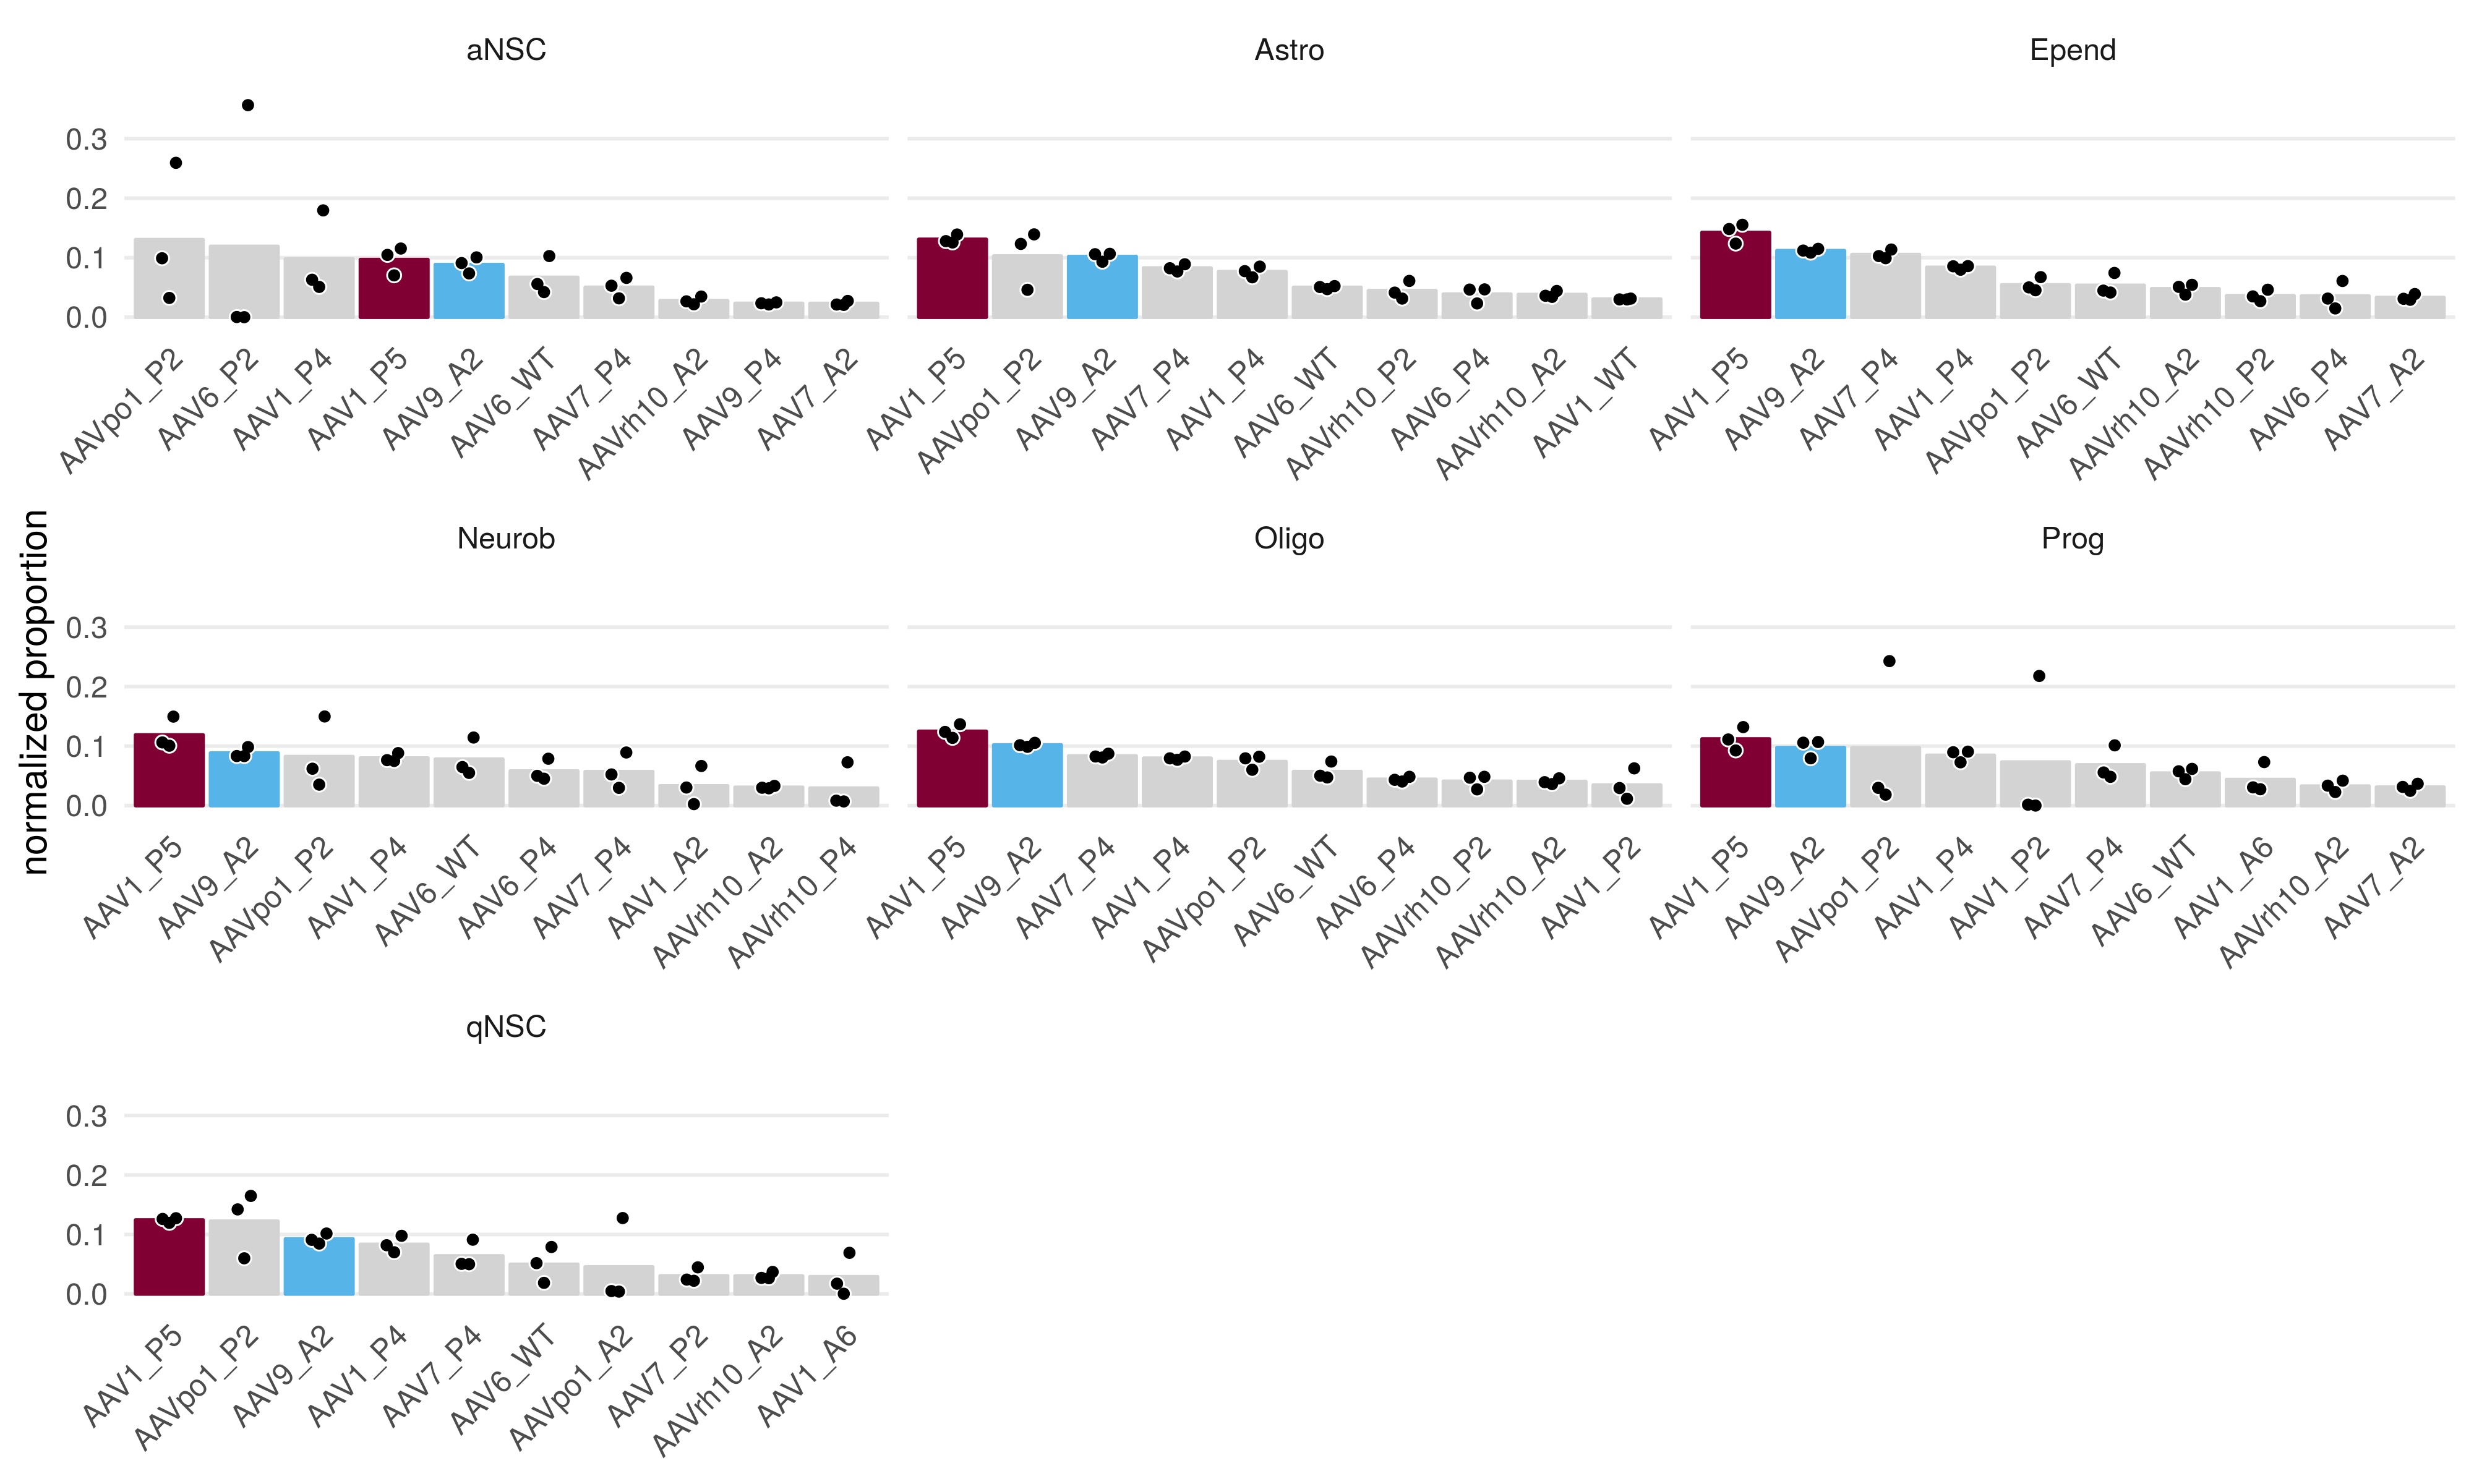 aNSC Astro Epend
0.3
0.2
0.1
0.0
AAVpo1_P2 AAV6_P2 AAV1_P4 AAV1_P5 AAV9_A2 AAV6_WT AAV7_P4 AAVrh10_A2 AAV9_P4 AAV7_A2
AAV1_P5 AAVpo1_P2 AAV9_A2 AAV7_P4 AAV1_P4 AAV6_WT AAVrh10_P2 AAV6_P4 AAVrh10_A2 AAV1_WT
AAV1_P5 AAV9_A2 AAV7_P4 AAV1_P4 AAVpo1_P2 AAV6_WT AAVrh10_A2 AAVrh10_P2 AAV6_P4 AAV7_A2
normalized proportion
Neurob Oligo Prog
0.3
0.2
0.1
0.0
AAV1_P5 AAV9_A2 AAVpo1_P2 AAV1_P4 AAV6_WT AAV6_P4 AAV7_P4 AAV1_A2 AAVrh10_A2 AAVrh10_P4
AAV1_P5 AAV9_A2 AAV7_P4 AAV1_P4 AAVpo1_P2 AAV6_WT AAV6_P4 AAVrh10_P2 AAVrh10_A2 AAV1_P2
AAV1_P5 AAV9_A2 AAVpo1_P2 AAV1_P4 AAV1_P2 AAV7_P4 AAV6_WT AAV1_A6 AAVrh10_A2 AAV7_A2
qNSC
0.3
0.2
0.1
0.0
AAV1_P5 AAVpo1_P2 AAV9_A2 AAV1_P4 AAV7_P4 AAV6_WT AAVpo1_A2 AAV7_P2 AAVrh10_A2 AAV1_A6